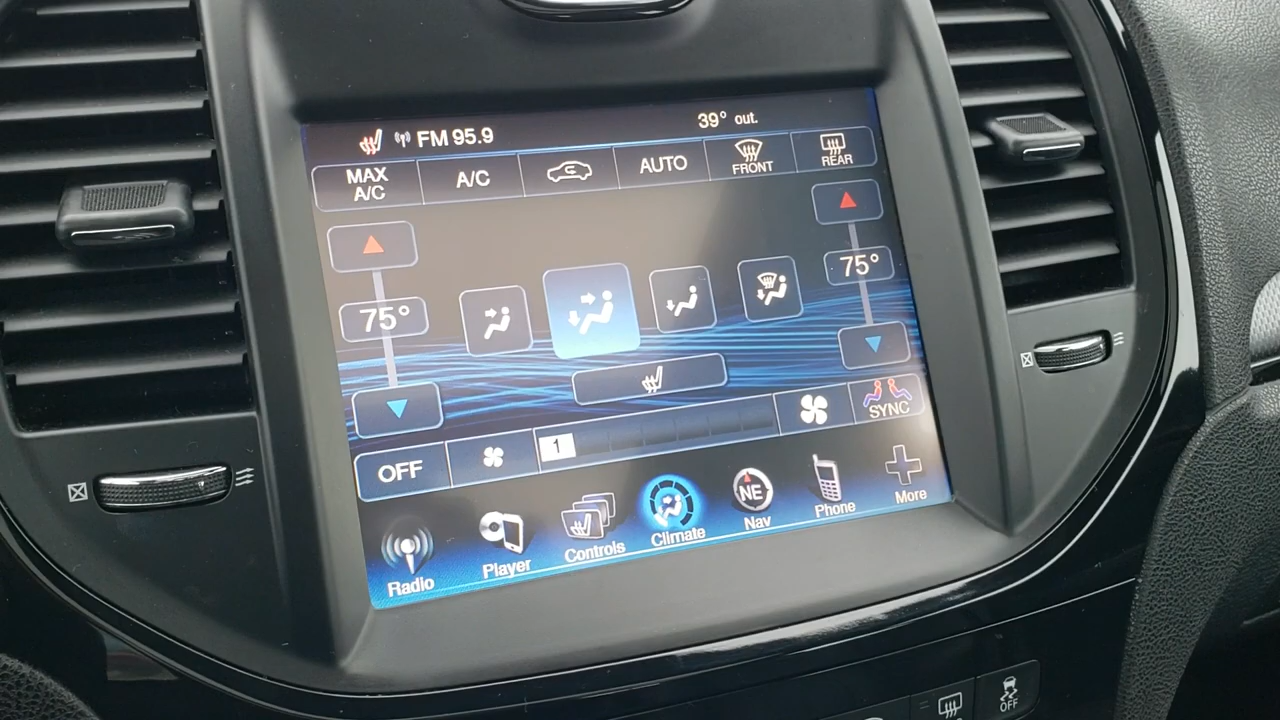 FM 95.9
39° out.
MAX
A/C
A/C
AUTO
FRONT
REAR
75°
75°
OFF
1
SYNC
Radio
Player
Controls
Climate
NE
Nav
Phone
More
OFF